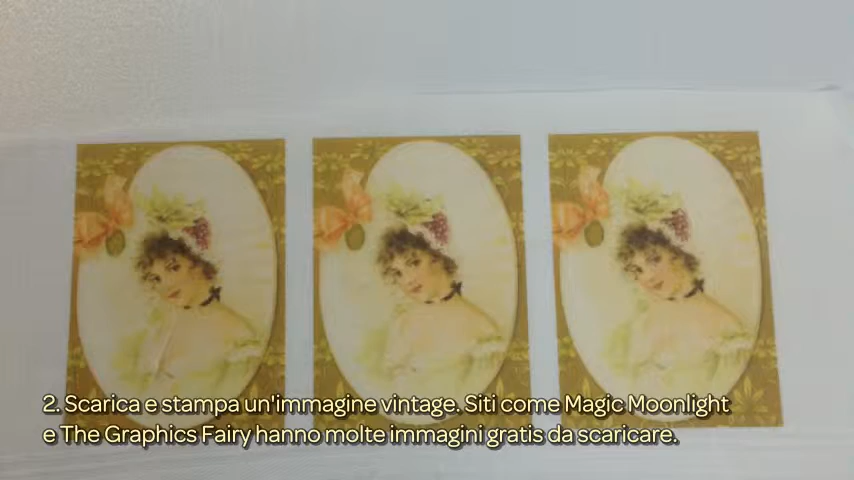 2. Scarica e stampa un'immagine vintage. Siti come Magic Moonlight
e The Graphics Fairy hanno molte immagini gratis da scaricare.